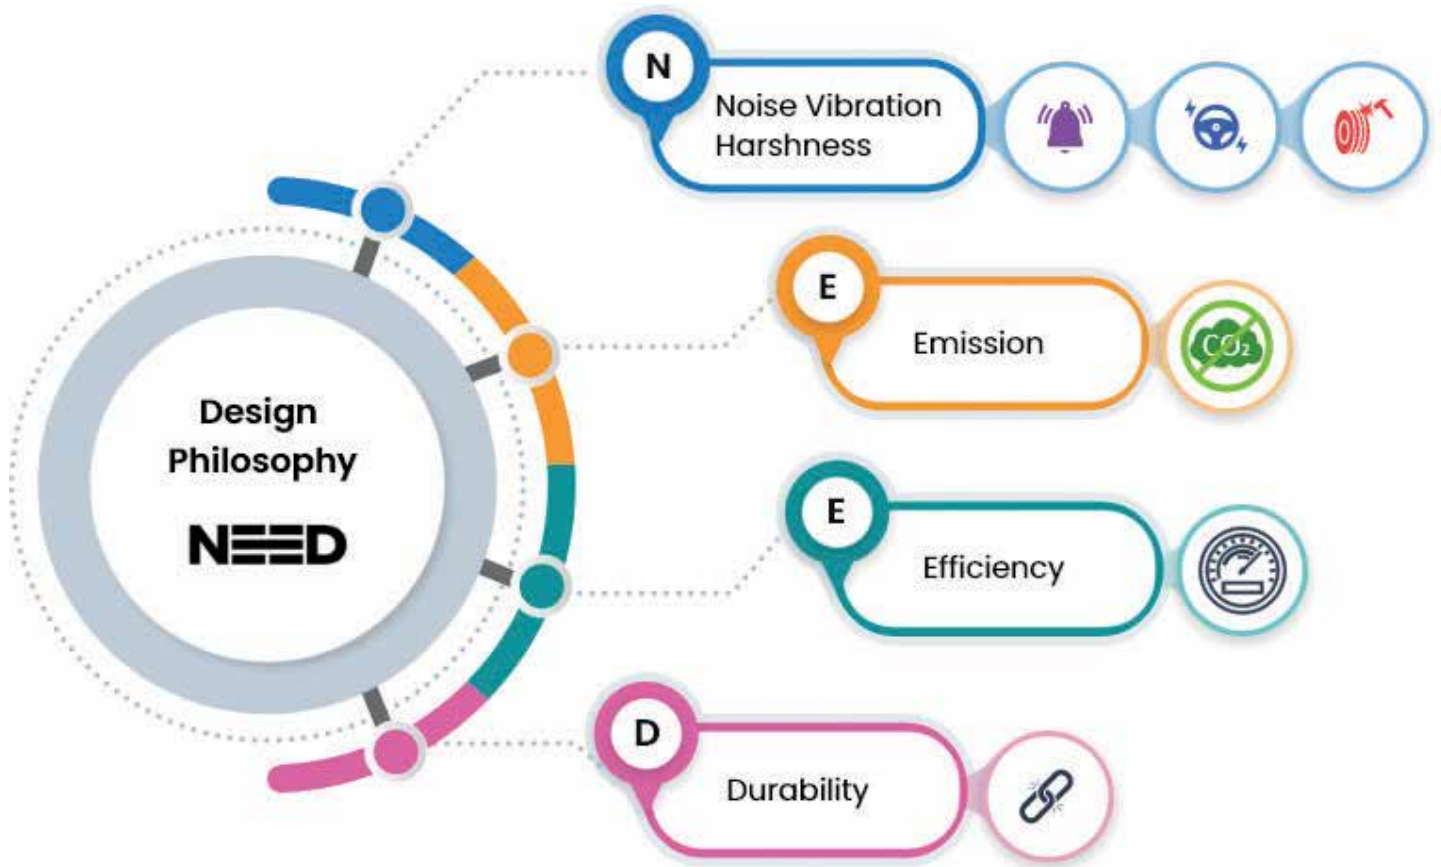 N
Noise Vibration
Harshness
E
CO₂
Emission
Design
Philosophy
NEED
E
Efficiency
D
Durability